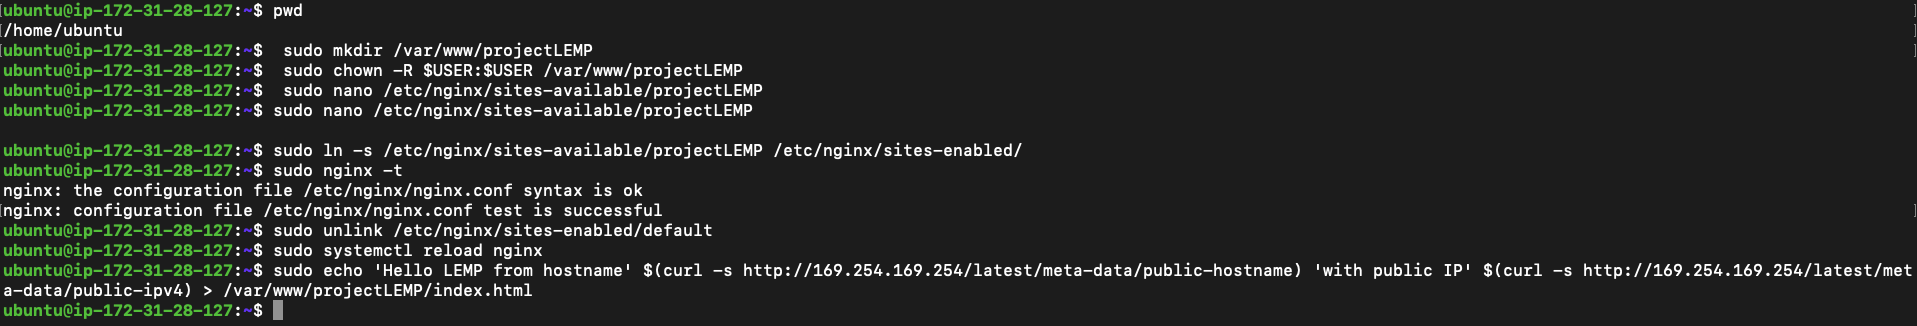 ubuntu@ip-172-31-28-127:~$ pwd
/home/ubuntu
ubuntu@ip-172-31-28-127:~$  sudo mkdir /var/www/projectLEMP
ubuntu@ip-172-31-28-127:~$  sudo chown -R $USER:$USER /var/www/projectLEMP
ubuntu@ip-172-31-28-127:~$  sudo nano /etc/nginx/sites-available/projectLEMP
ubuntu@ip-172-31-28-127:~$ sudo nano /etc/nginx/sites-available/projectLEMP
ubuntu@ip-172-31-28-127:~$ sudo ln -s /etc/nginx/sites-available/projectLEMP /etc/nginx/sites-enabled/
ubuntu@ip-172-31-28-127:~$ sudo nginx -t
nginx: the configuration file /etc/nginx/nginx.conf syntax is ok
nginx: configuration file /etc/nginx/nginx.conf test is successful
ubuntu@ip-172-31-28-127:~$ sudo unlink /etc/nginx/sites-enabled/default
ubuntu@ip-172-31-28-127:~$ sudo systemctl reload nginx
ubuntu@ip-172-31-28-127:~$ sudo echo 'Hello LEMP from hostname' $(curl -s http://169.254.169.254/latest/meta-data/public-hostname) 'with public IP' $(curl -s http://169.254.169.254/latest/met
a-data/public-ipv4) > /var/www/projectLEMP/index.html
ubuntu@ip-172-31-28-127:~$